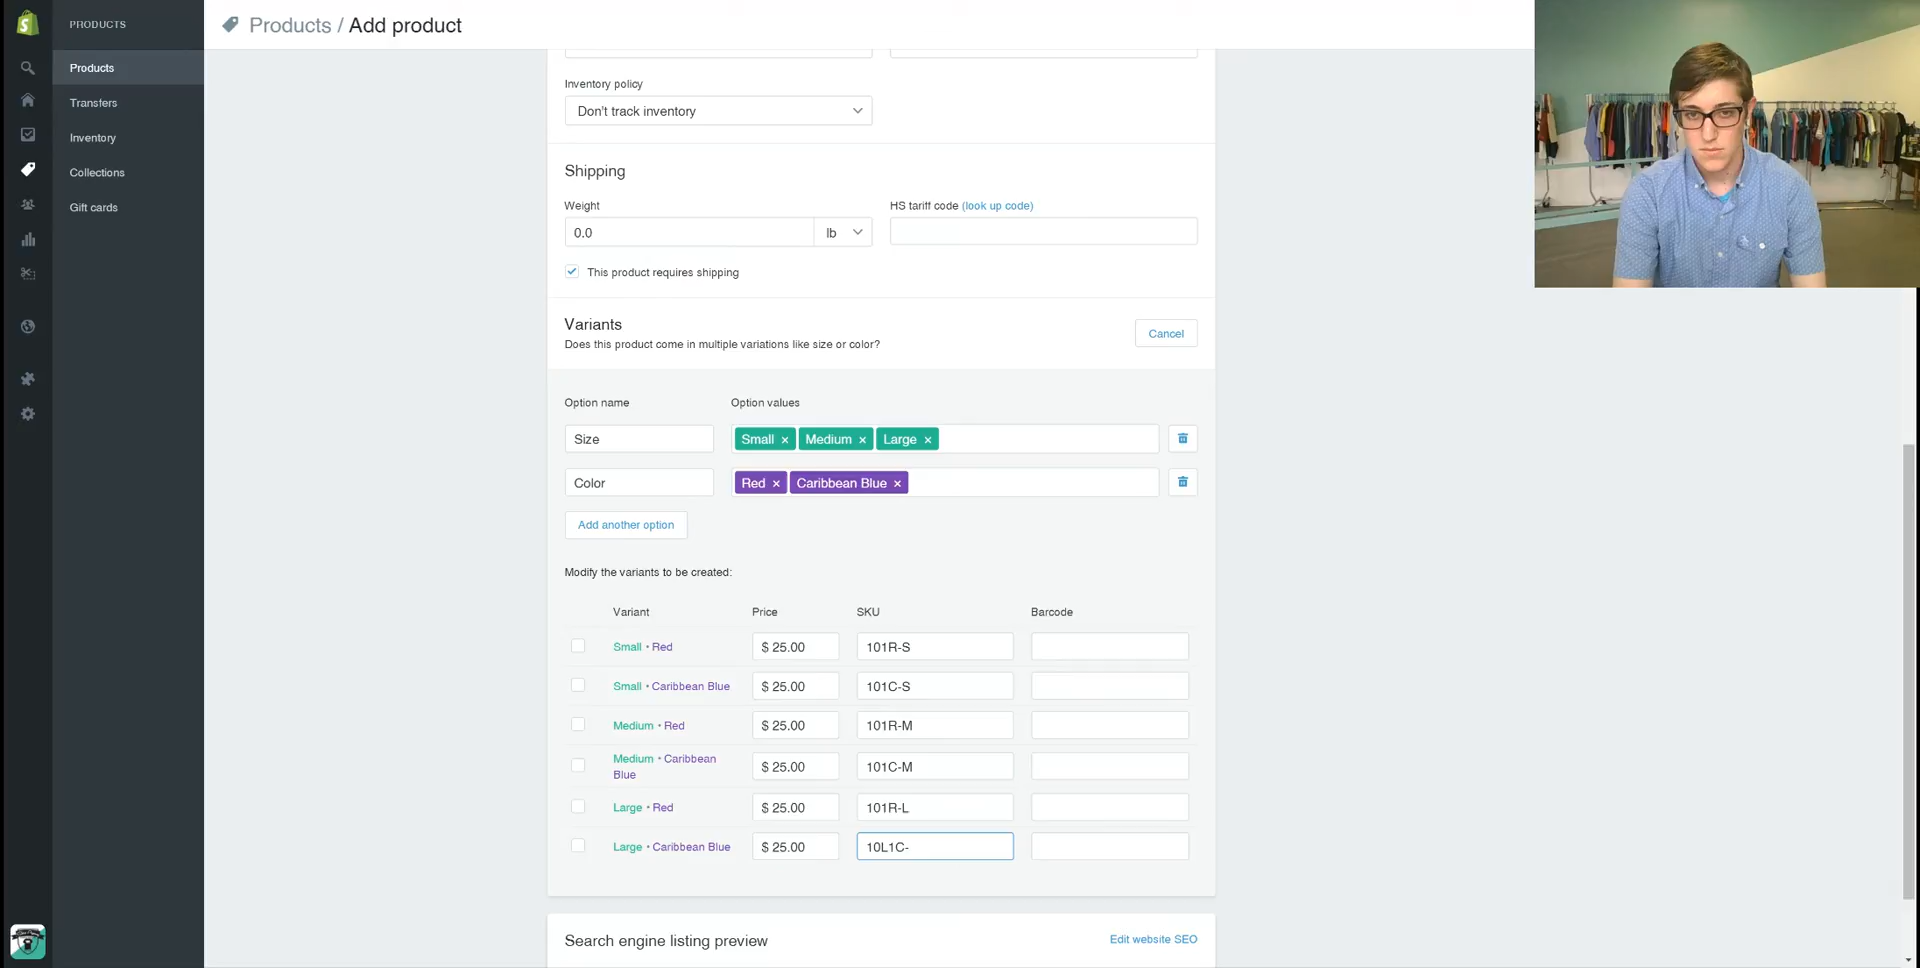 PRODUCTS
Products / Add product
Products
Transfers
Inventory
Collections
Gift cards
Inventory policy
Don't track inventory
Shipping
Weight
HS tariff code (look up code)
0.0 lb
This product requires shipping
Variants
Cancel
Does this product come in multiple variations like size or color?
Option name Option values
Size Small × Medium × Large ×
Color Red × Caribbean Blue ×
Add another option
Modify the variants to be created:
Variant Price SKU Barcode
Small • Red $ 25.00 101R-S
Small • Caribbean Blue $ 25.00 101C-S
Medium • Red $ 25.00 101R-M
Medium • Caribbean
Blue $ 25.00 101C-M
Large • Red $ 25.00 101R-L
Large • Caribbean Blue $ 25.00 10L1C-
Search engine listing preview Edit website SEO